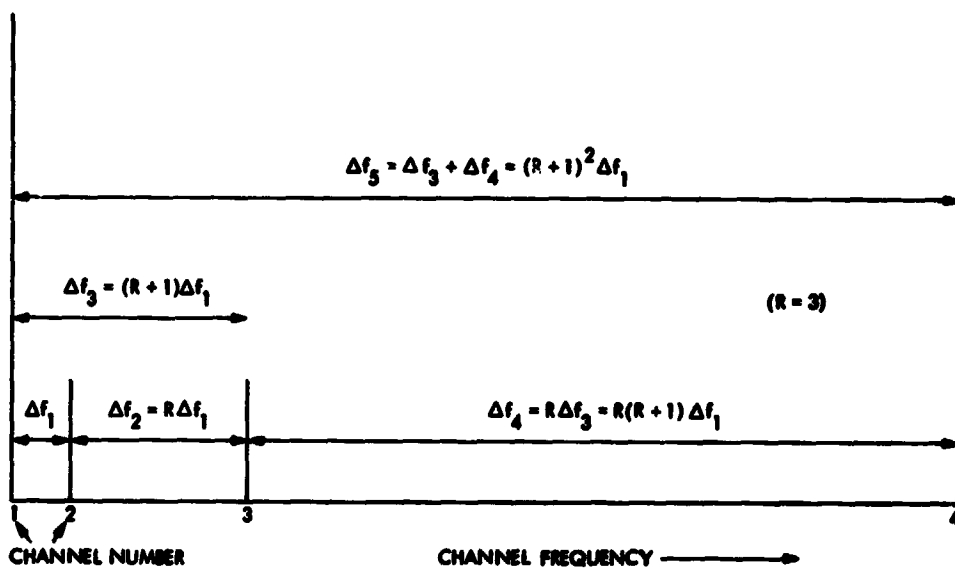 Δf₅ = Δf₃ + Δf₄ = (R + 1)² Δf₁
Δf₃ = (R + 1)Δf₁
(R = 3)
Δf₁
Δf₂ = RΔf₁
Δf₄ = RΔf₃ = R(R + 1) Δf₁
1 2 3 4
CHANNEL NUMBER
CHANNEL FREQUENCY